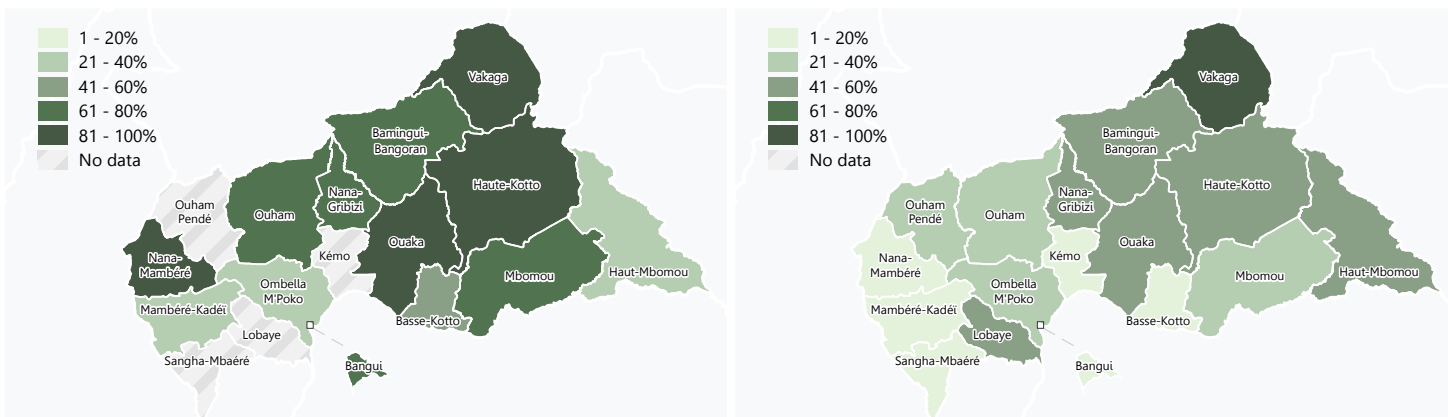 1 - 20%
21 - 40%
41 - 60%
61 - 80%
81 - 100%
No data
Vakaga
Bamingui-
Bangoran
Haute-Kotto
Nana-
Gribizi
Ouham
Pendé
Ouham
Ouaka
Kémo
Nana-
Mambéré
Ombella
M'Poko
Mbomou
Haut-Mbomou
Mambéré-Kadéï
Basse-Kotto
Lobaye
Sangha-Mbaéré
Bangui
1 - 20%
21 - 40%
41 - 60%
61 - 80%
81 - 100%
No data
Vakaga
Bamingui-
Bangoran
Haute-Kotto
Nana-
Gribizi
Ouham
Pendé
Ouham
Ouaka
Kémo
Nana-
Mambéré
Ombella
M'Poko
Mbomou
Haut-Mbomou
Mambéré-Kadéï
Basse-Kotto
Lobaye
Sangha-Mbaéré
Bangui